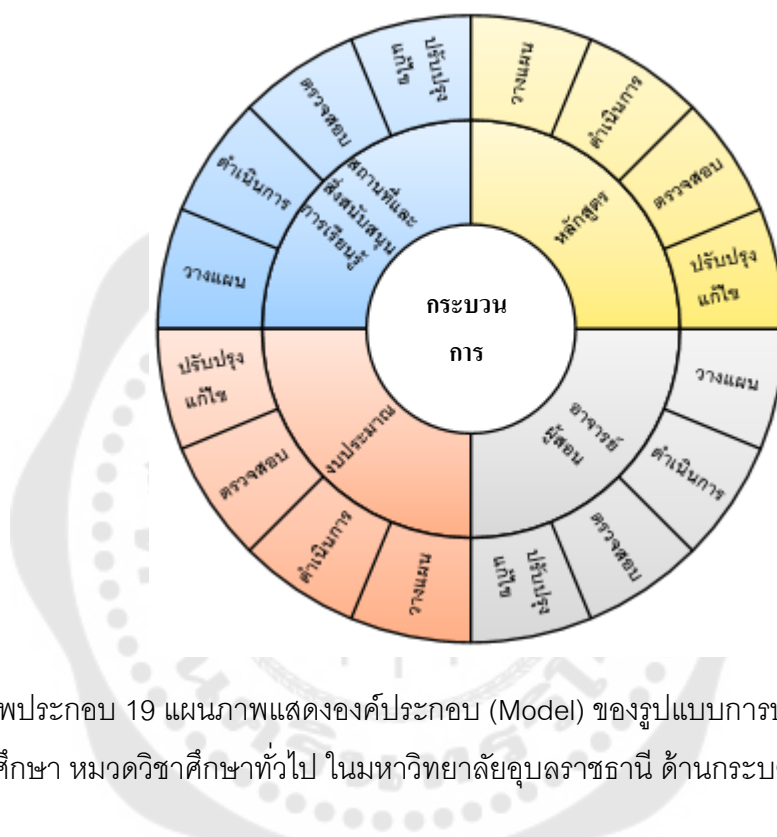 ปรับปรุง
แก้ไข
ตรวจสอบ
ดำเนินการ
วางแผน
สถานที่และ
สิ่งสนับสนุน
การเรียนรู้
วางแผน
ดำเนินการ
ตรวจสอบ
ปรับปรุง
แก้ไข
หลักสูตร
กระบวน
การ
ปรับปรุง
แก้ไข
ตรวจสอบ
ดำเนินการ
วางแผน
งบประมาณ
อาจารย์
ผู้สอน
วางแผน
ดำเนินการ
ตรวจสอบ
ปรับปรุง
แก้ไข
พประกอบ 19 แผนภาพแสดงองค์ประกอบ (Model) ของรูปแบบการบ
ศึกษา หมวดวิชาศึกษาทั่วไป ในมหาวิทยาลัยอุบลราชธานี ด้านกระบ